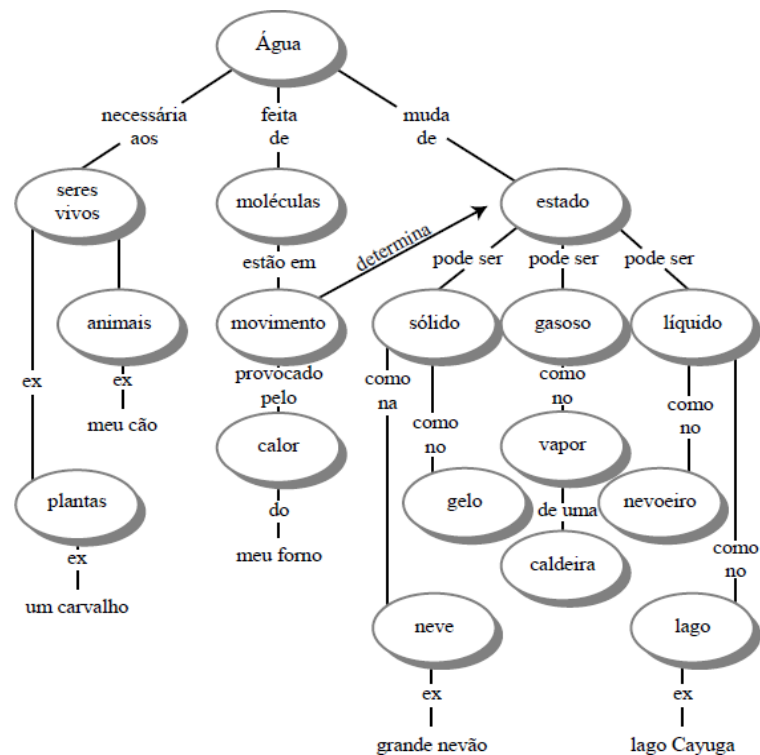 Água
necessária feita muda
aos de de
seres
vivos
moléculas
estado
estão em
determina
pode ser pode ser pode ser
animais
movimento
sólido
gasoso
líquido
ex
ex
provocado
pelo
como
na
como
no
como
no
como
no
meu cão
calor
vapor
plantas
gelo
nevoeiro
do
de uma
ex
meu forno
caldeira
como
no
um carvalho
neve
lago
ex
ex
grande nevão
lago Cayuga